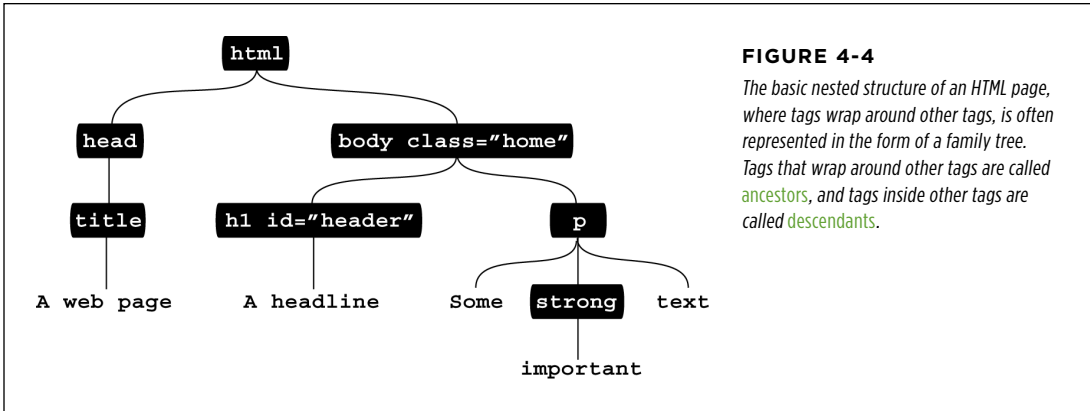 html
head
body class="home"
title
h1 id="header"
p
A web page
A headline
Some
strong
text
important
FIGURE 4-4
The basic nested structure of an HTML page,
where tags wrap around other tags, is often
represented in the form of a family tree.
Tags that wrap around other tags are called
ancestors, and tags inside other tags are
called descendants.